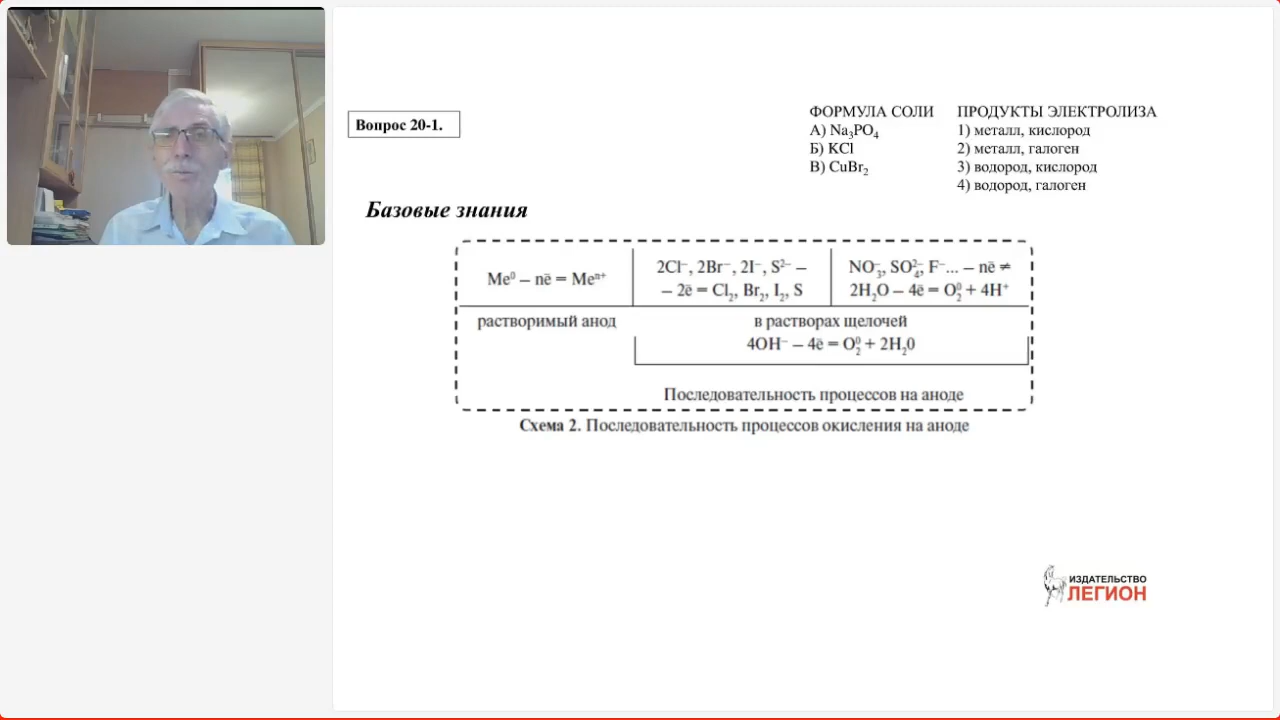 Вопрос 20-1.
ФОРМУЛА СОЛИ ПРОДУКТЫ ЭЛЕКТРОЛИЗА
А) Na₃PO₄ 1) металл, кислород
Б) KCl 2) металл, галоген
В) CuBr₂ 3) водород, кислород
4) водород, галоген
Базовые знания
Me⁰ – nē = Meⁿ⁺
2Cl⁻, 2Br⁻, 2I⁻, S²⁻ –
– 2ē = Cl₂, Br₂, I₂, S
NO₃⁻, SO₄²⁻, F⁻... – nē ≠
2H₂O – 4ē = O₂⁰ + 4H⁺
растворимый анод
в растворах щелочей
4OH⁻ – 4ē = O₂⁰ + 2H₂0
Последовательность процессов на аноде
Схема 2. Последовательность процессов окисления на аноде
ИЗДАТЕЛЬСТВО
ЛЕГИОН